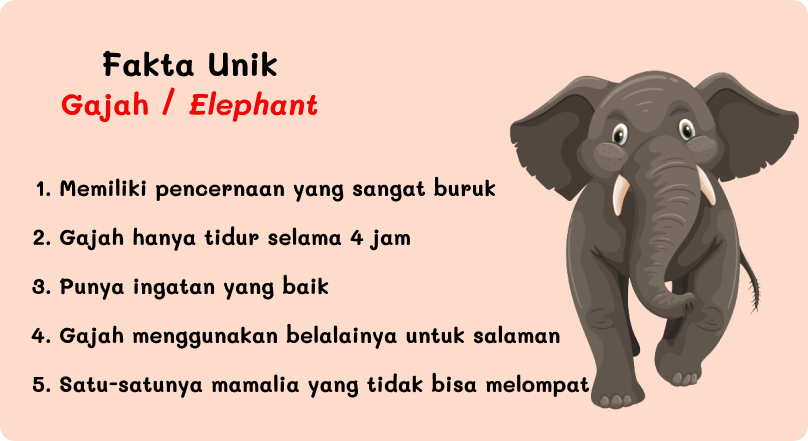 Fakta Unik
Gajah / Elephant
1. Memiliki pencernaan yang sangat buruk
2. Gajah hanya tidur selama 4 jam
3. Punya ingatan yang baik
4. Gajah menggunakan belalainya untuk salaman
5. Satu-satunya mamalia yang tidak bisa melompat